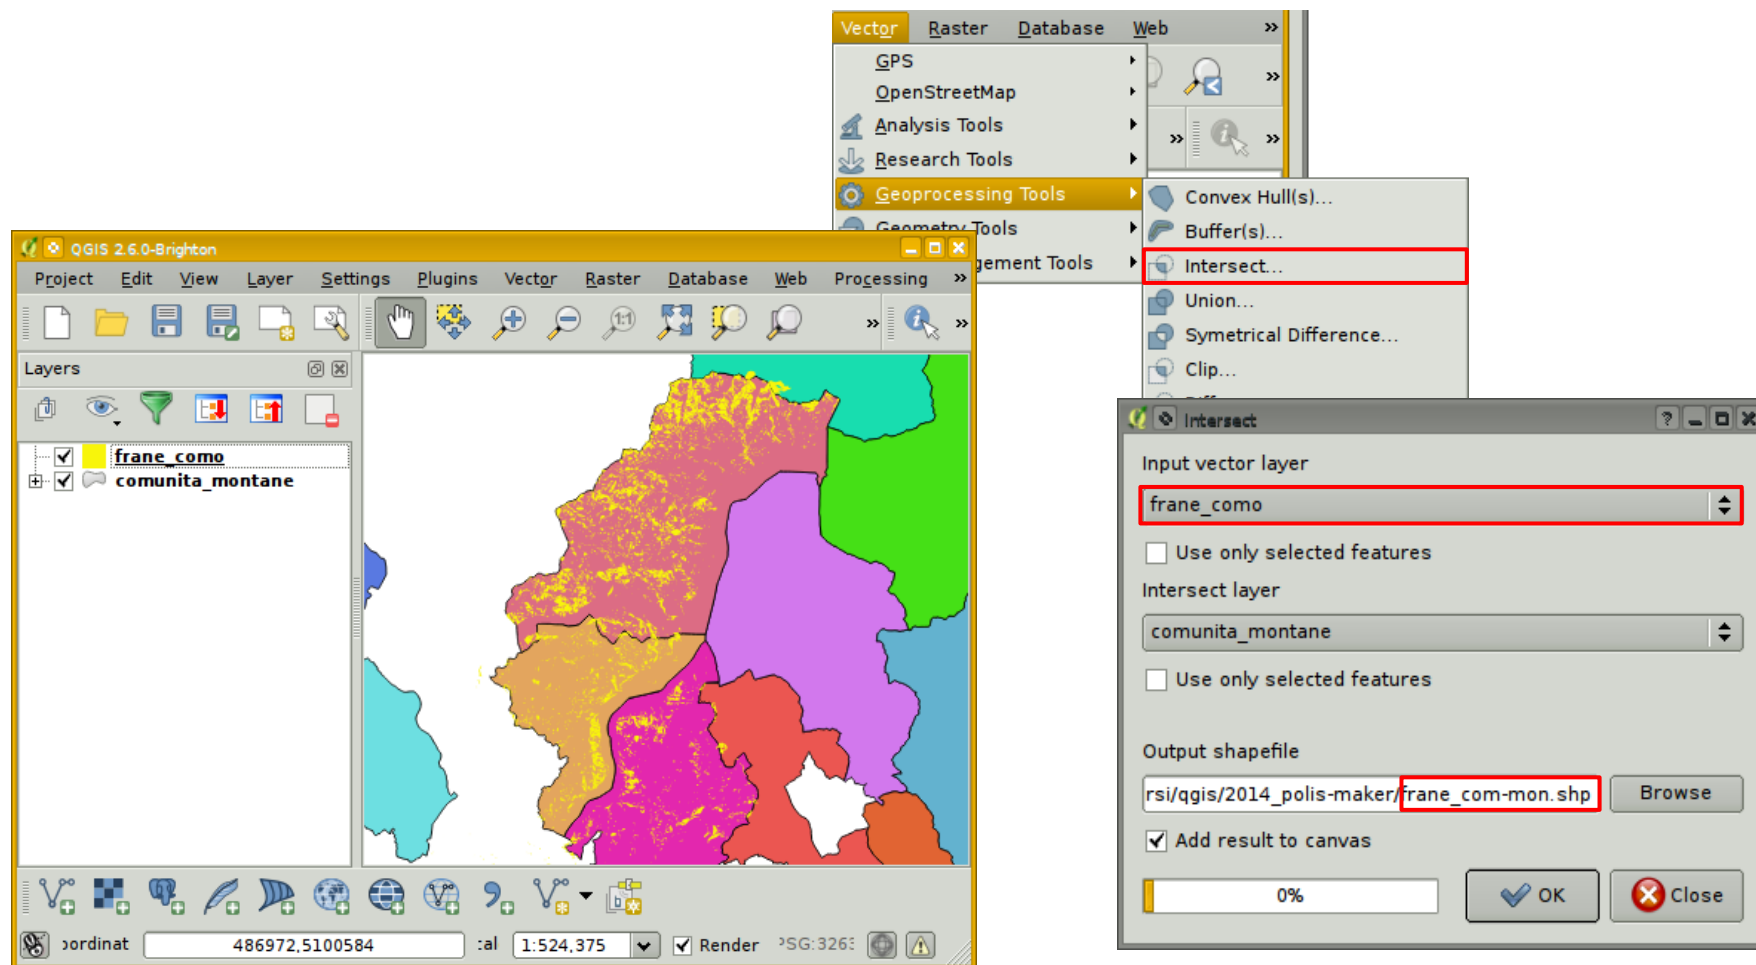 Vector Raster Database Web »
GPS
OpenStreetMap
Analysis Tools
Research Tools
Geoprocessing Tools
Geometry Tools
gement Tools
Convex Hull(s)...
Buffer(s)...
Intersect...
Union...
Symetrical Difference...
Clip...
QGIS 2.6.0-Brighton
Project Edit View Layer Settings Plugins Vector Raster Database Web Processing »
Layers
frane_como
comunita_montane
oordinat 486972,5100584 :al 1:524,375 Render PSG:3263
Intersect
Input vector layer
frane_como
Use only selected features
Intersect layer
comunita_montane
Use only selected features
Output shapefile
rsi/qgis/2014_polis-maker/frane_com-mon.shp Browse
Add result to canvas
0% OK Close